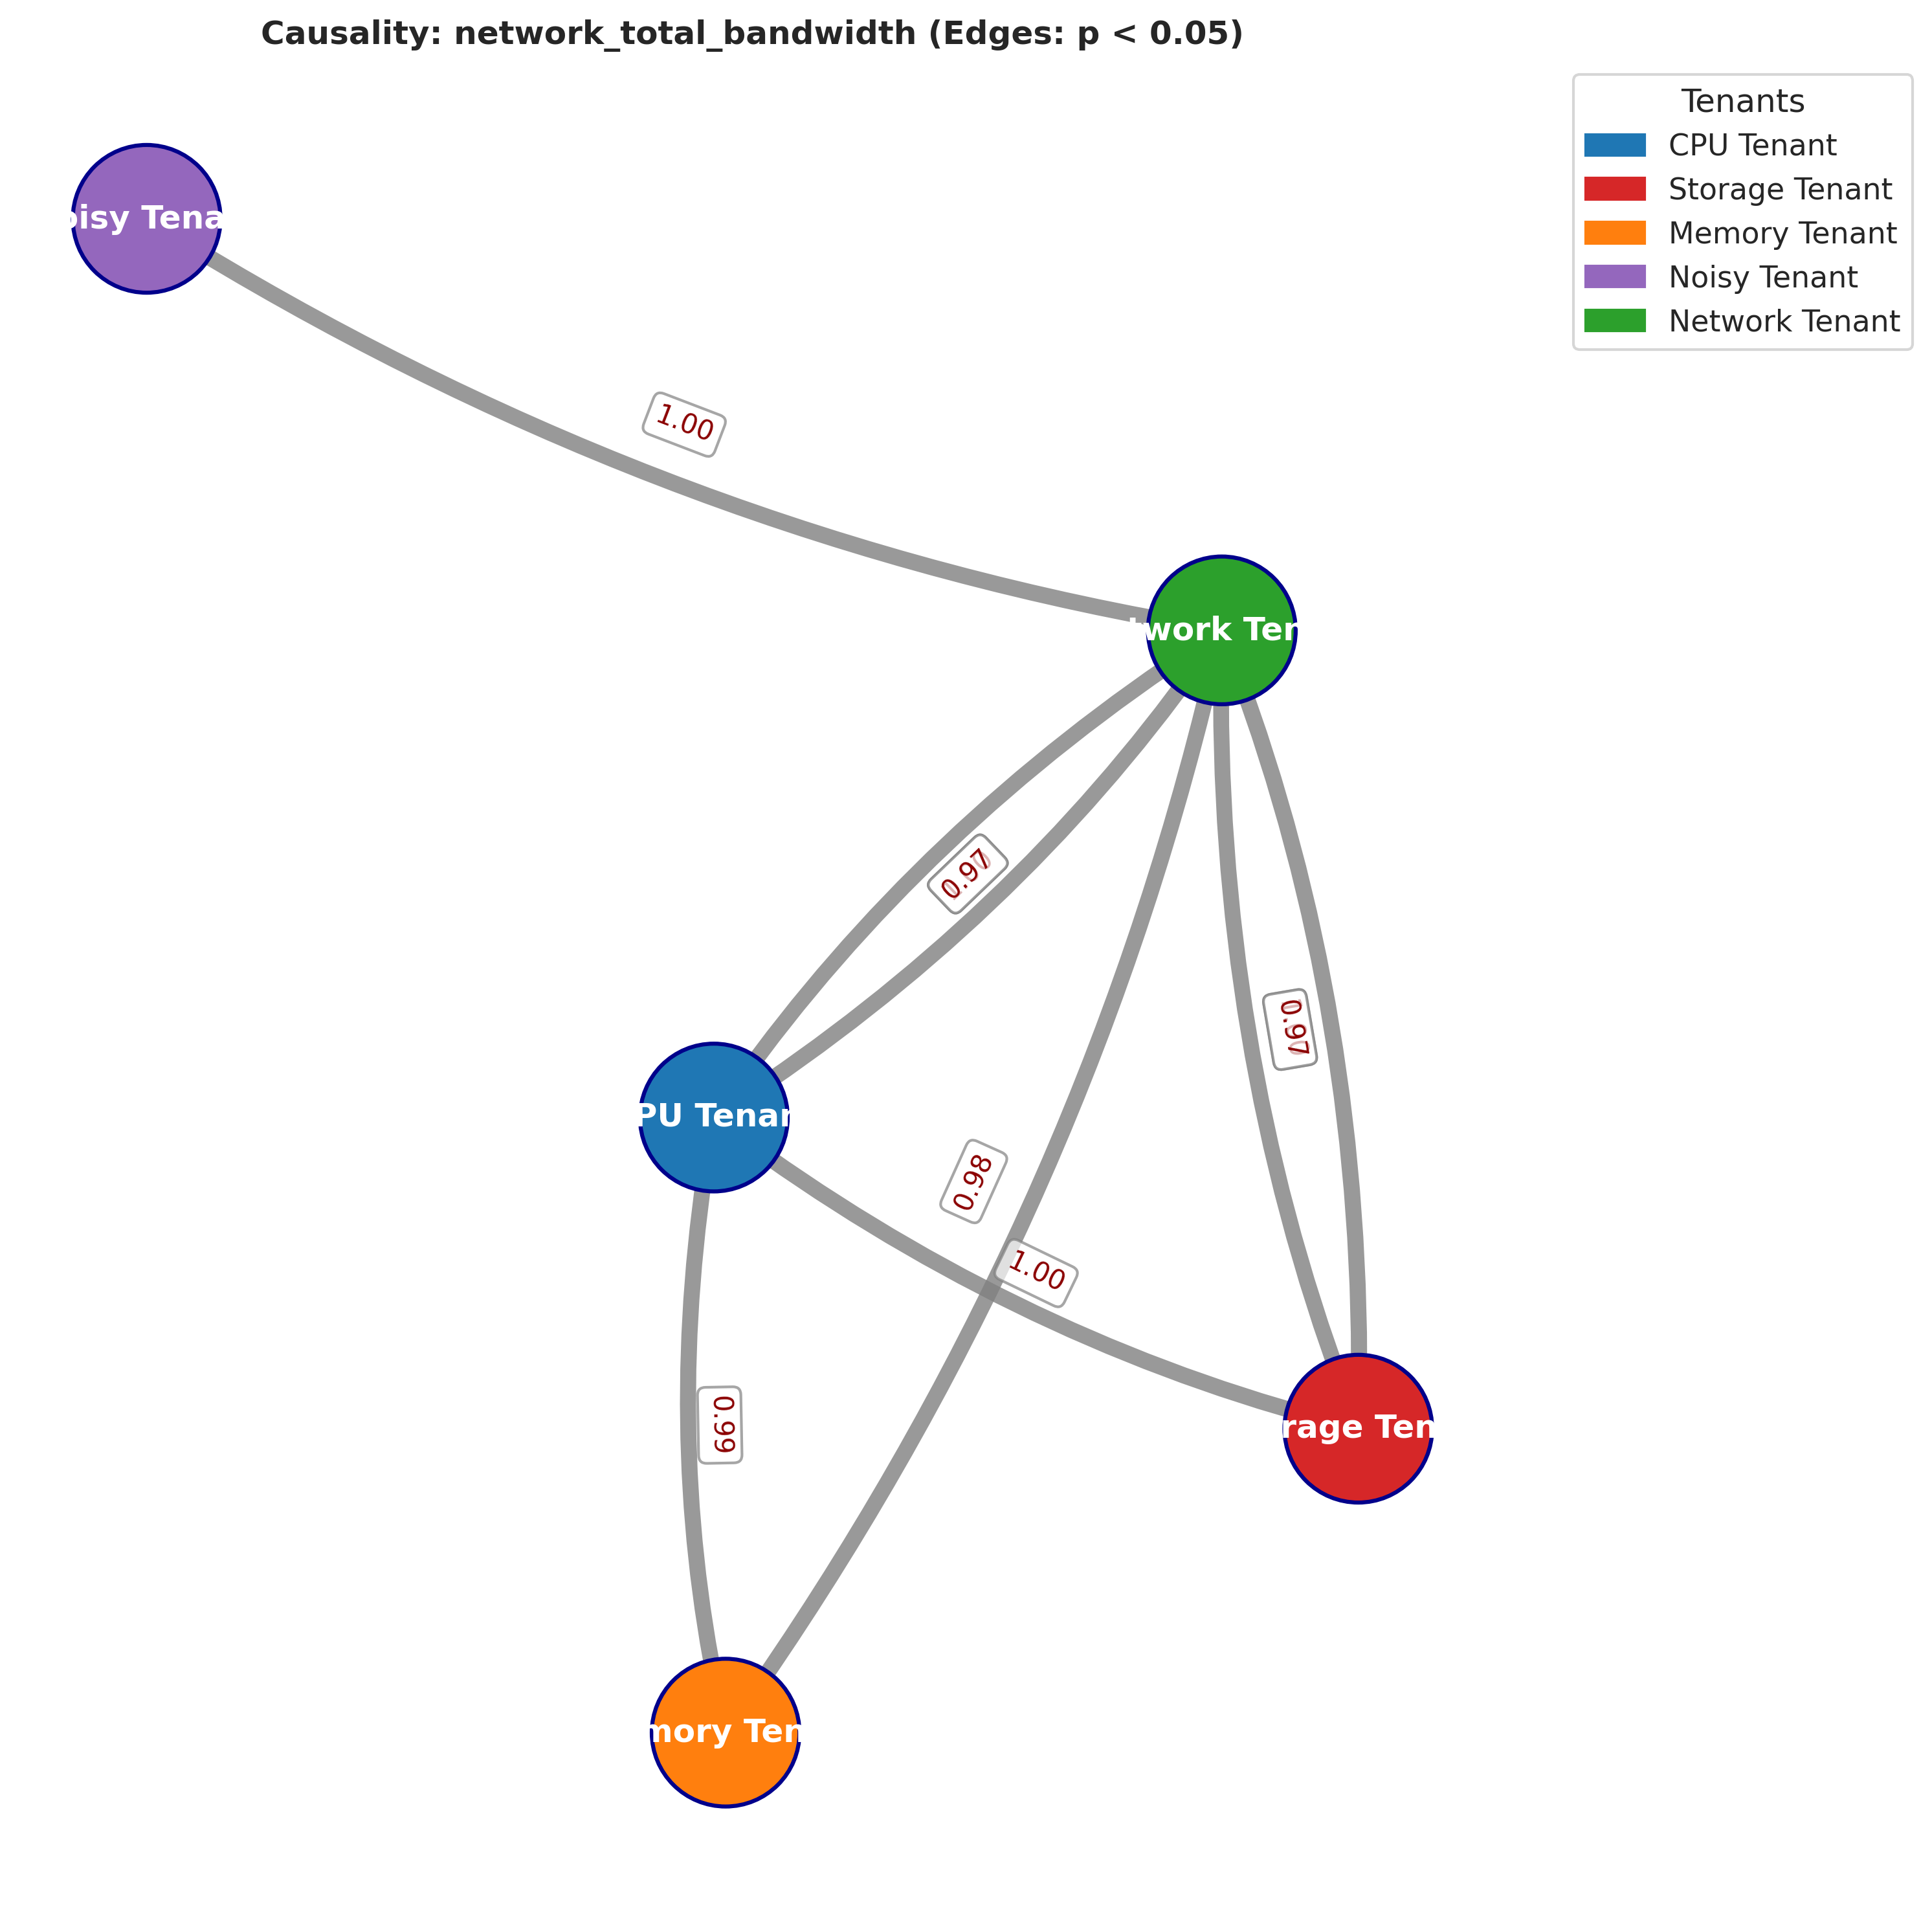 Causality: network_total_bandwidth (Edges: p < 0.05)
Tenants
CPU Tenant
Storage Tenant
Memory Tenant
Noisy Tenant
Network Tenant
oisy Tena
1.00
twork Ten
0.97
0.97
PU Tenan
0.98
1.00
0.99
rage Ten
mory Ten